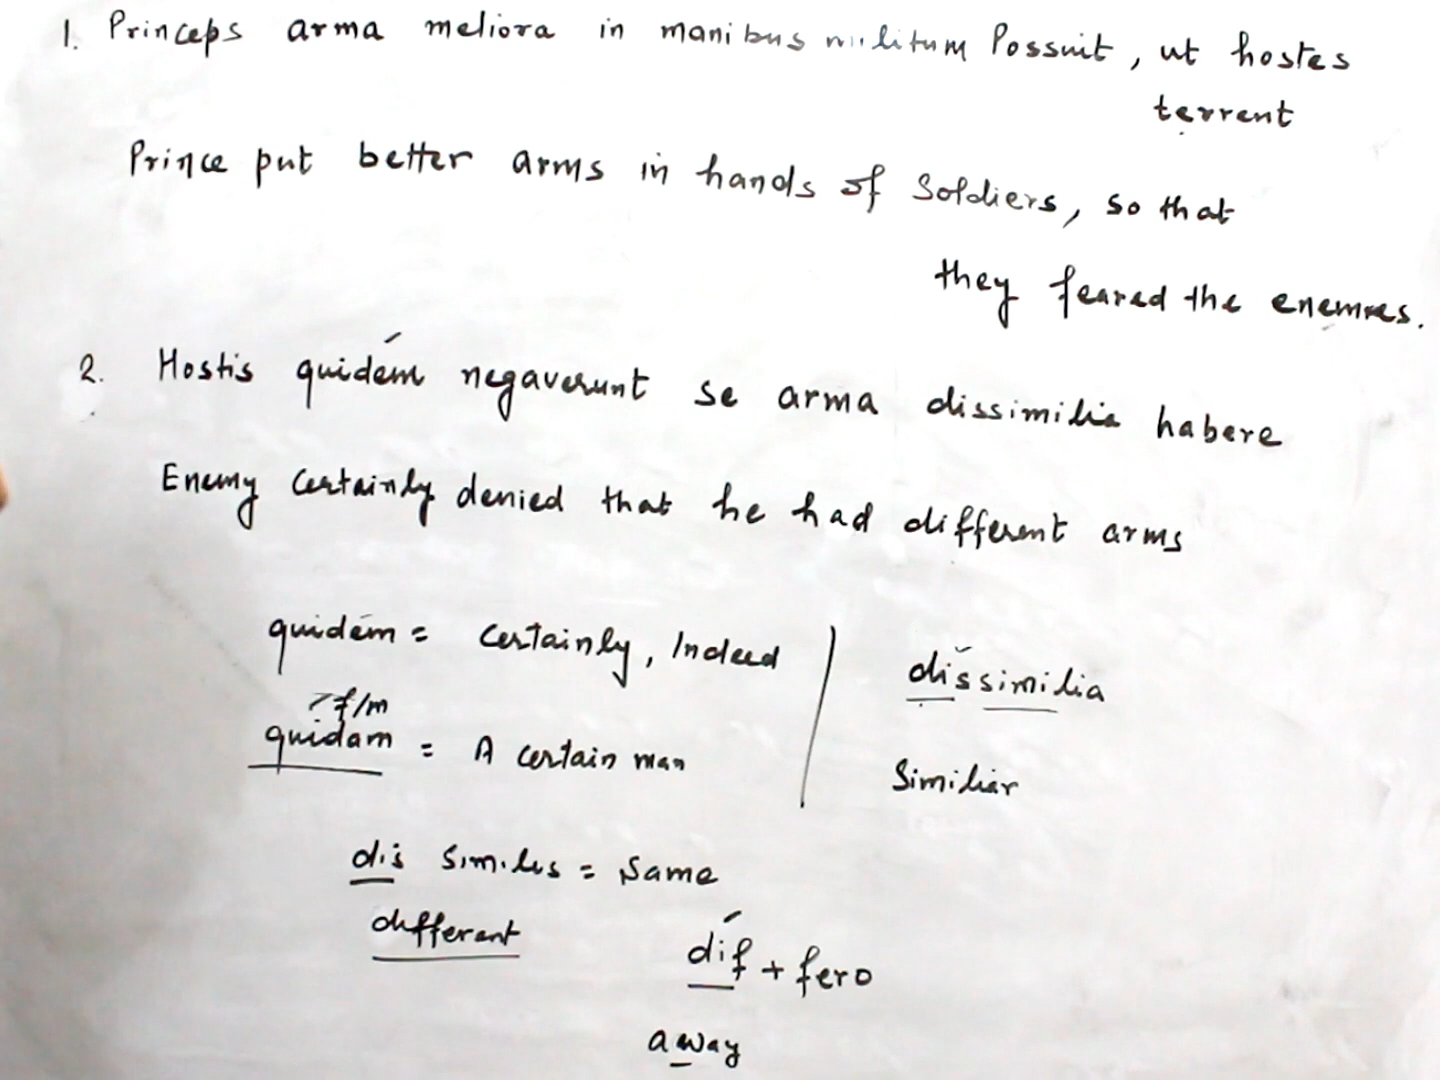 1. Princeps arma meliora in manibus militum Possuit, ut hostes
terrent
Prince put better arms in hands of Soldiers, so that
they feared the enemies.
2. Hostis quidem negaverunt se arma dissimilia habere
Enemy Certainly denied that he had different arms
quidem = Certainly, Indeed
f/m
quidam = A certain man
dissimilia
Similiar
dis similis = Same
different
dif + fero
away